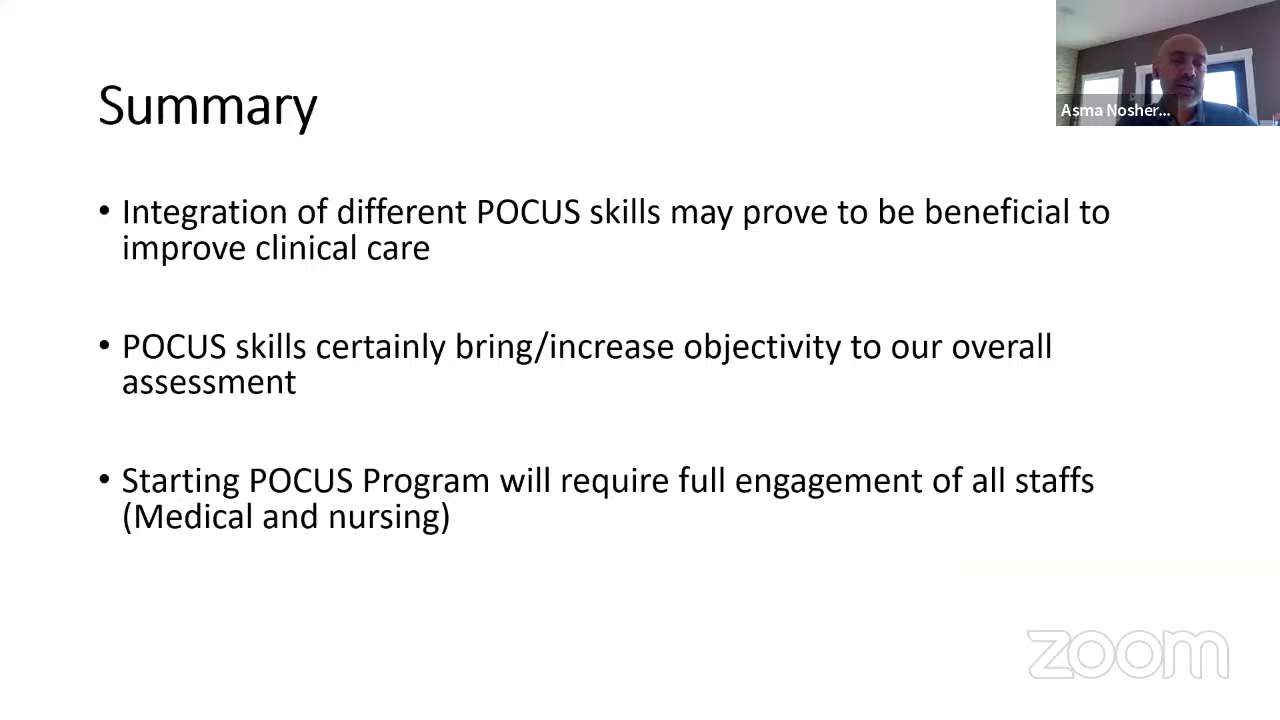 Asma Nosher...
Summary
• Integration of different POCUS skills may prove to be beneficial to
improve clinical care
• POCUS skills certainly bring/increase objectivity to our overall
assessment
• Starting POCUS Program will require full engagement of all staffs
(Medical and nursing)
zoom